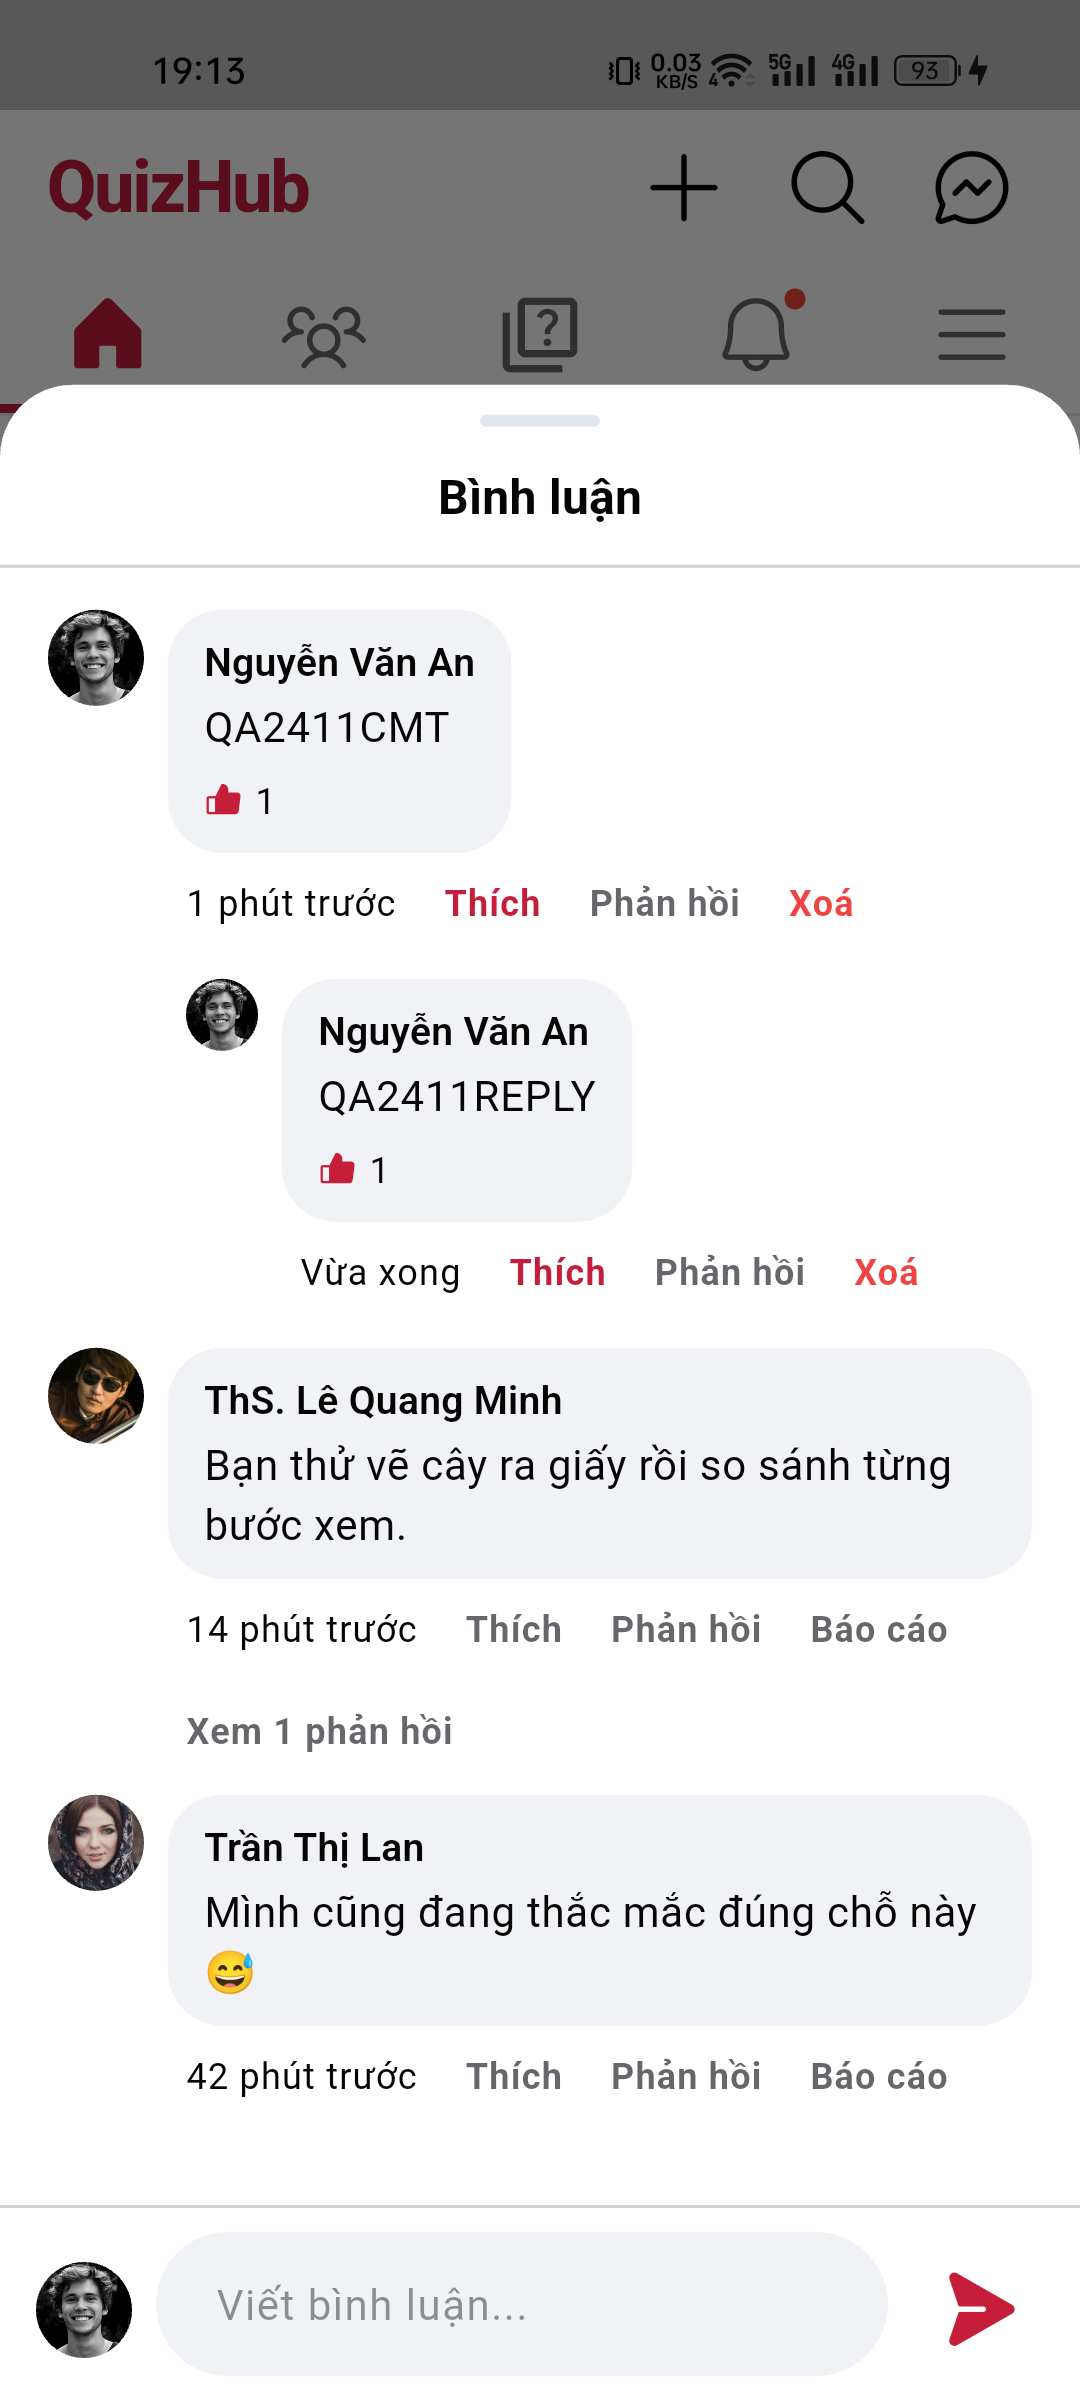 19:13
0.03
KB/S
4
5G
4G
93
QuizHub
?
Bình luận
Nguyễn Văn An
QA2411CMT
1
1 phút trước Thích Phản hồi Xoá
Nguyễn Văn An
QA2411REPLY
1
Vừa xong Thích Phản hồi Xoá
ThS. Lê Quang Minh
Bạn thử vẽ cây ra giấy rồi so sánh từng
bước xem.
14 phút trước Thích Phản hồi Báo cáo
Xem 1 phản hồi
Trần Thị Lan
Mình cũng đang thắc mắc đúng chỗ này
😅
42 phút trước Thích Phản hồi Báo cáo
Viết bình luận...